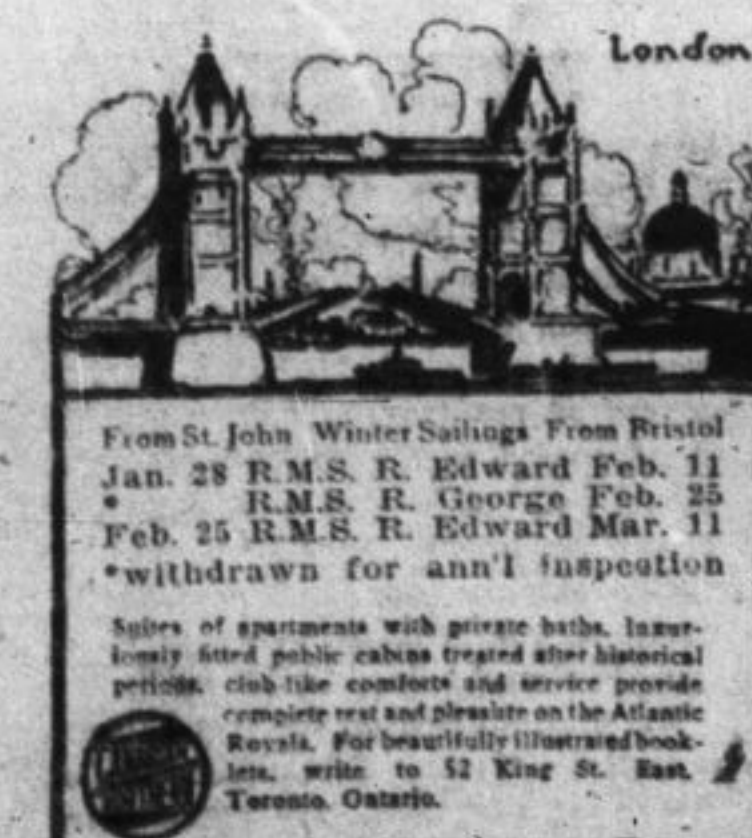 London
From St. John Winter Sailings From Bristol
Jan. 28 R.M.S. R. Edward Feb. 11
* R.M.S. R. George Feb. 25
Feb. 25 R.M.S. R. Edward Mar. 11
*withdrawn for ann'l inspection
Suites of apartments with private baths. Luxur-
iously fitted public cabins treated after historical
periods, club-like comforts and service provide
complete rest and pleasure on the Atlantic
Royals. For beautifully illustrated book-
lets, write to 52 King St. East,
Toronto, Ontario.